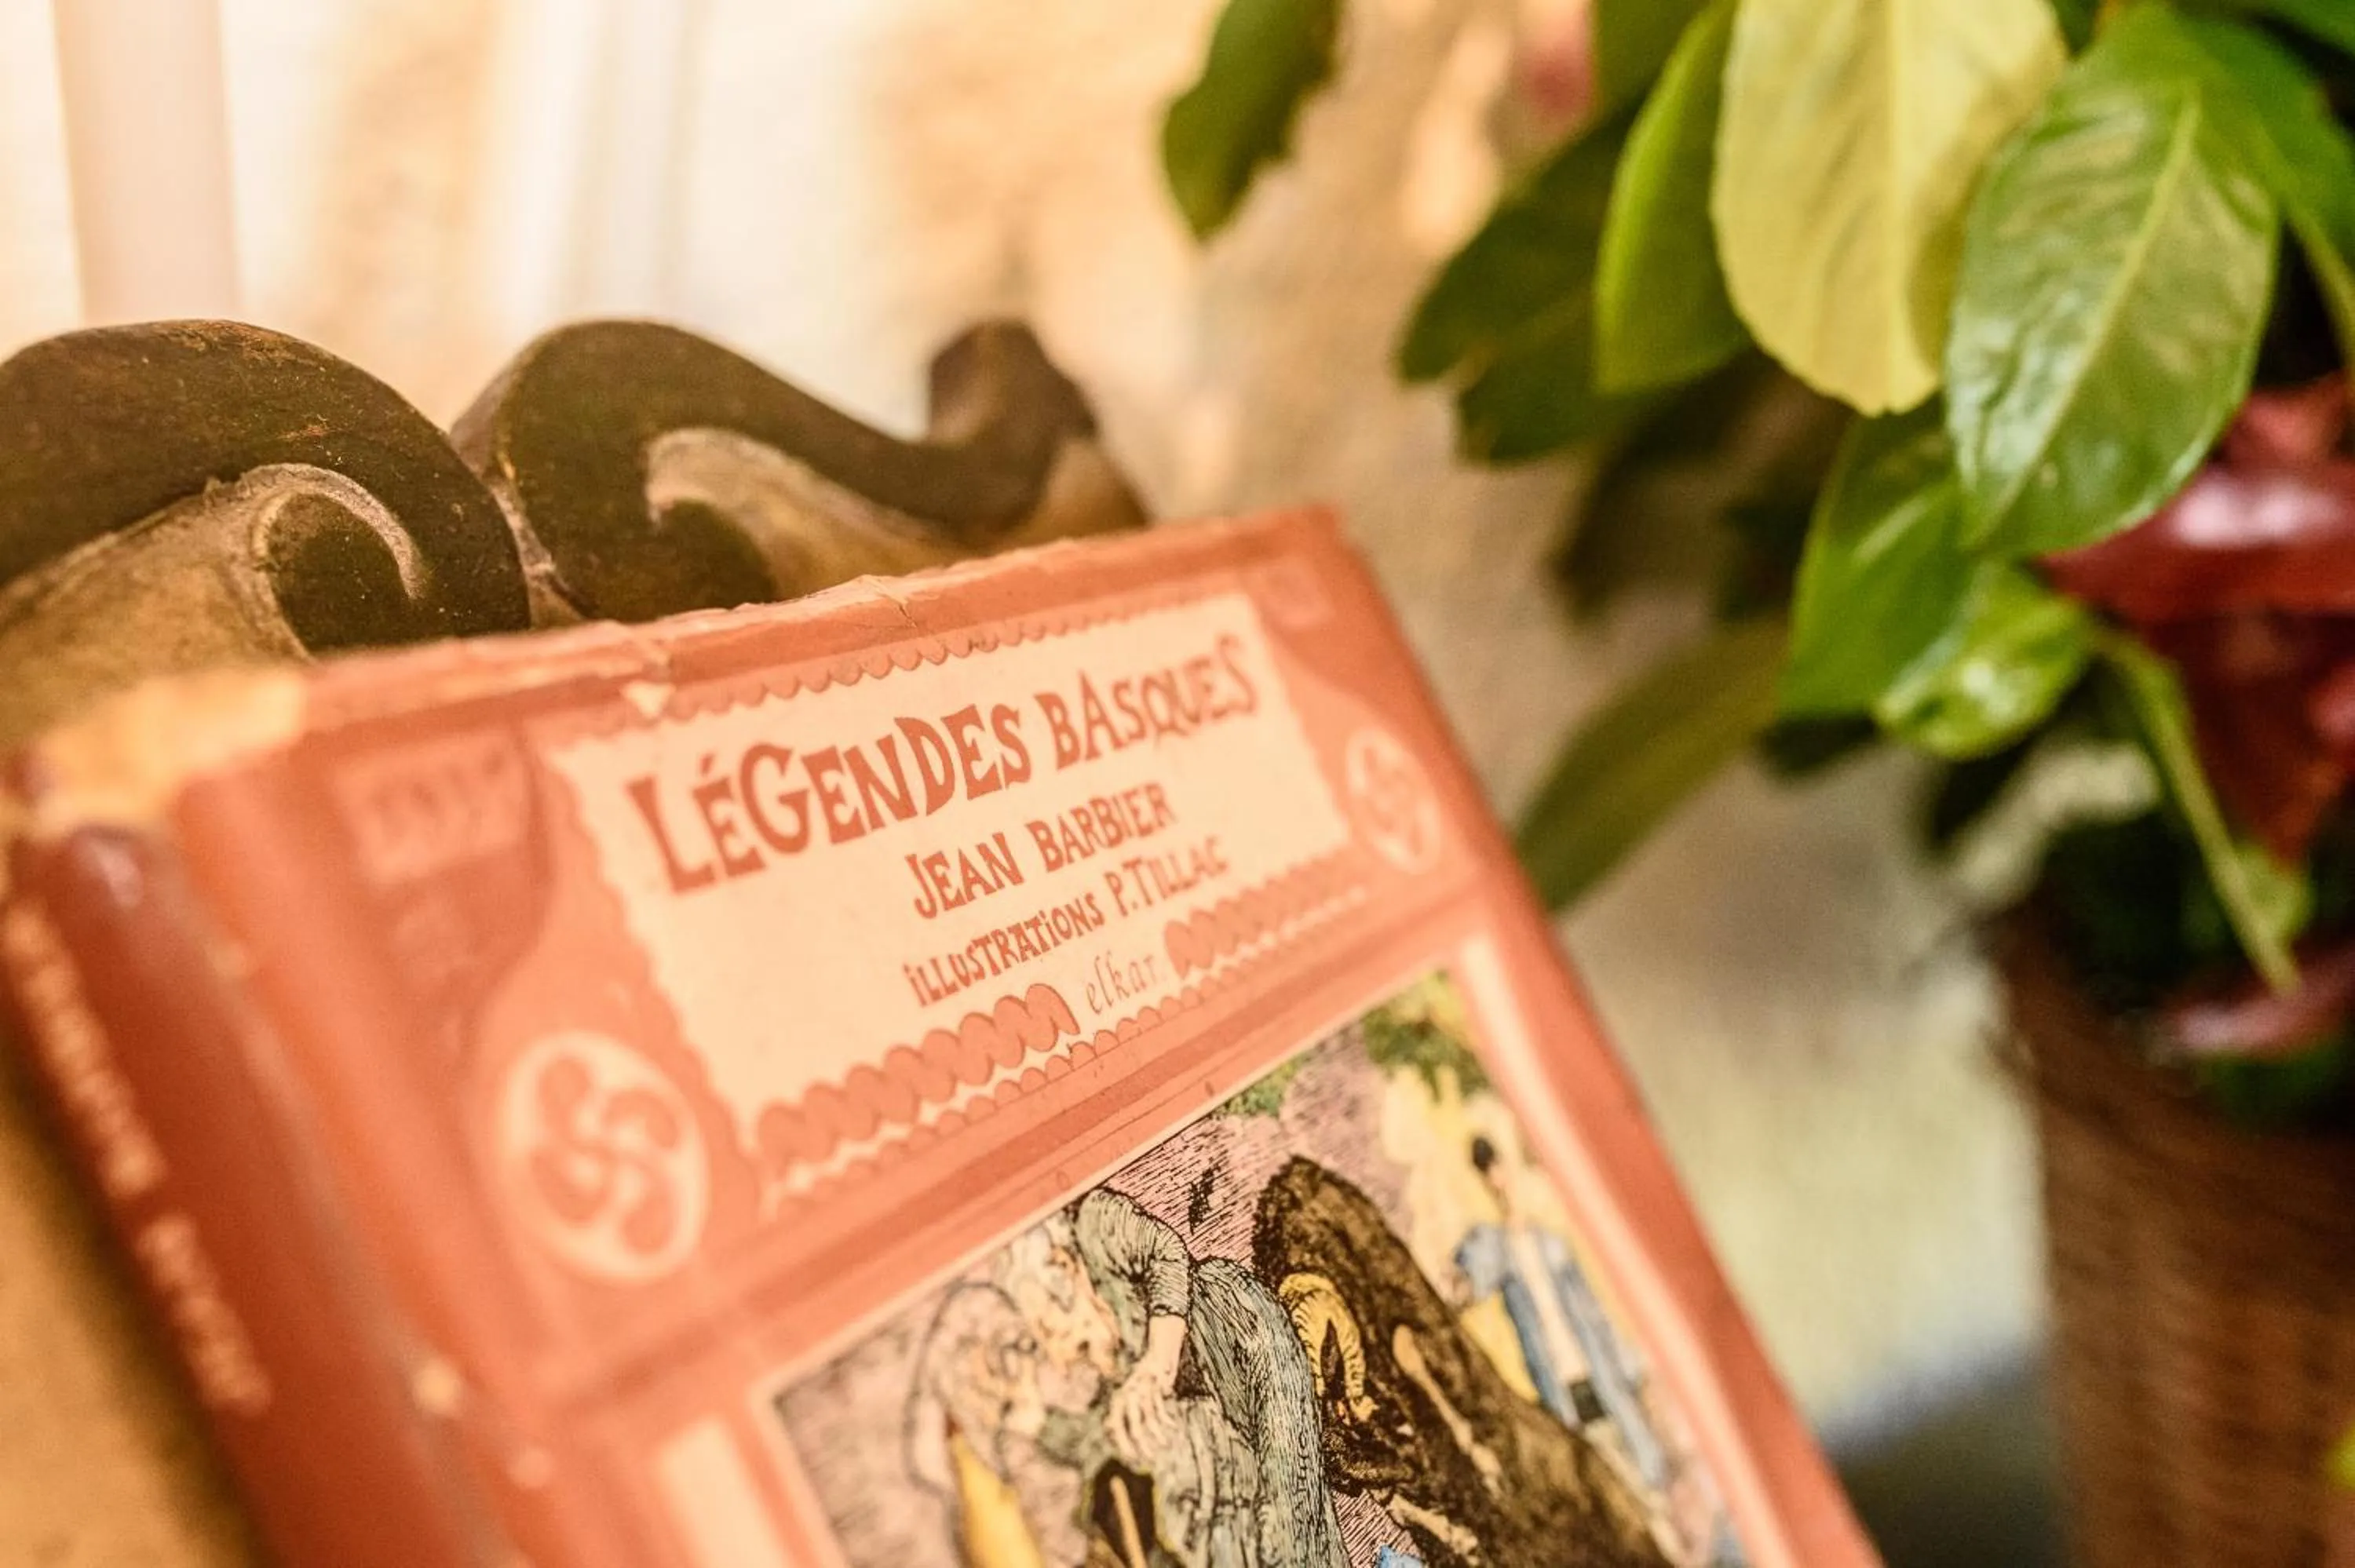 LÉGENDES BASQUES
JEAN BARBIER
ILLUSTRATIONS P.TILLAC
elkar.